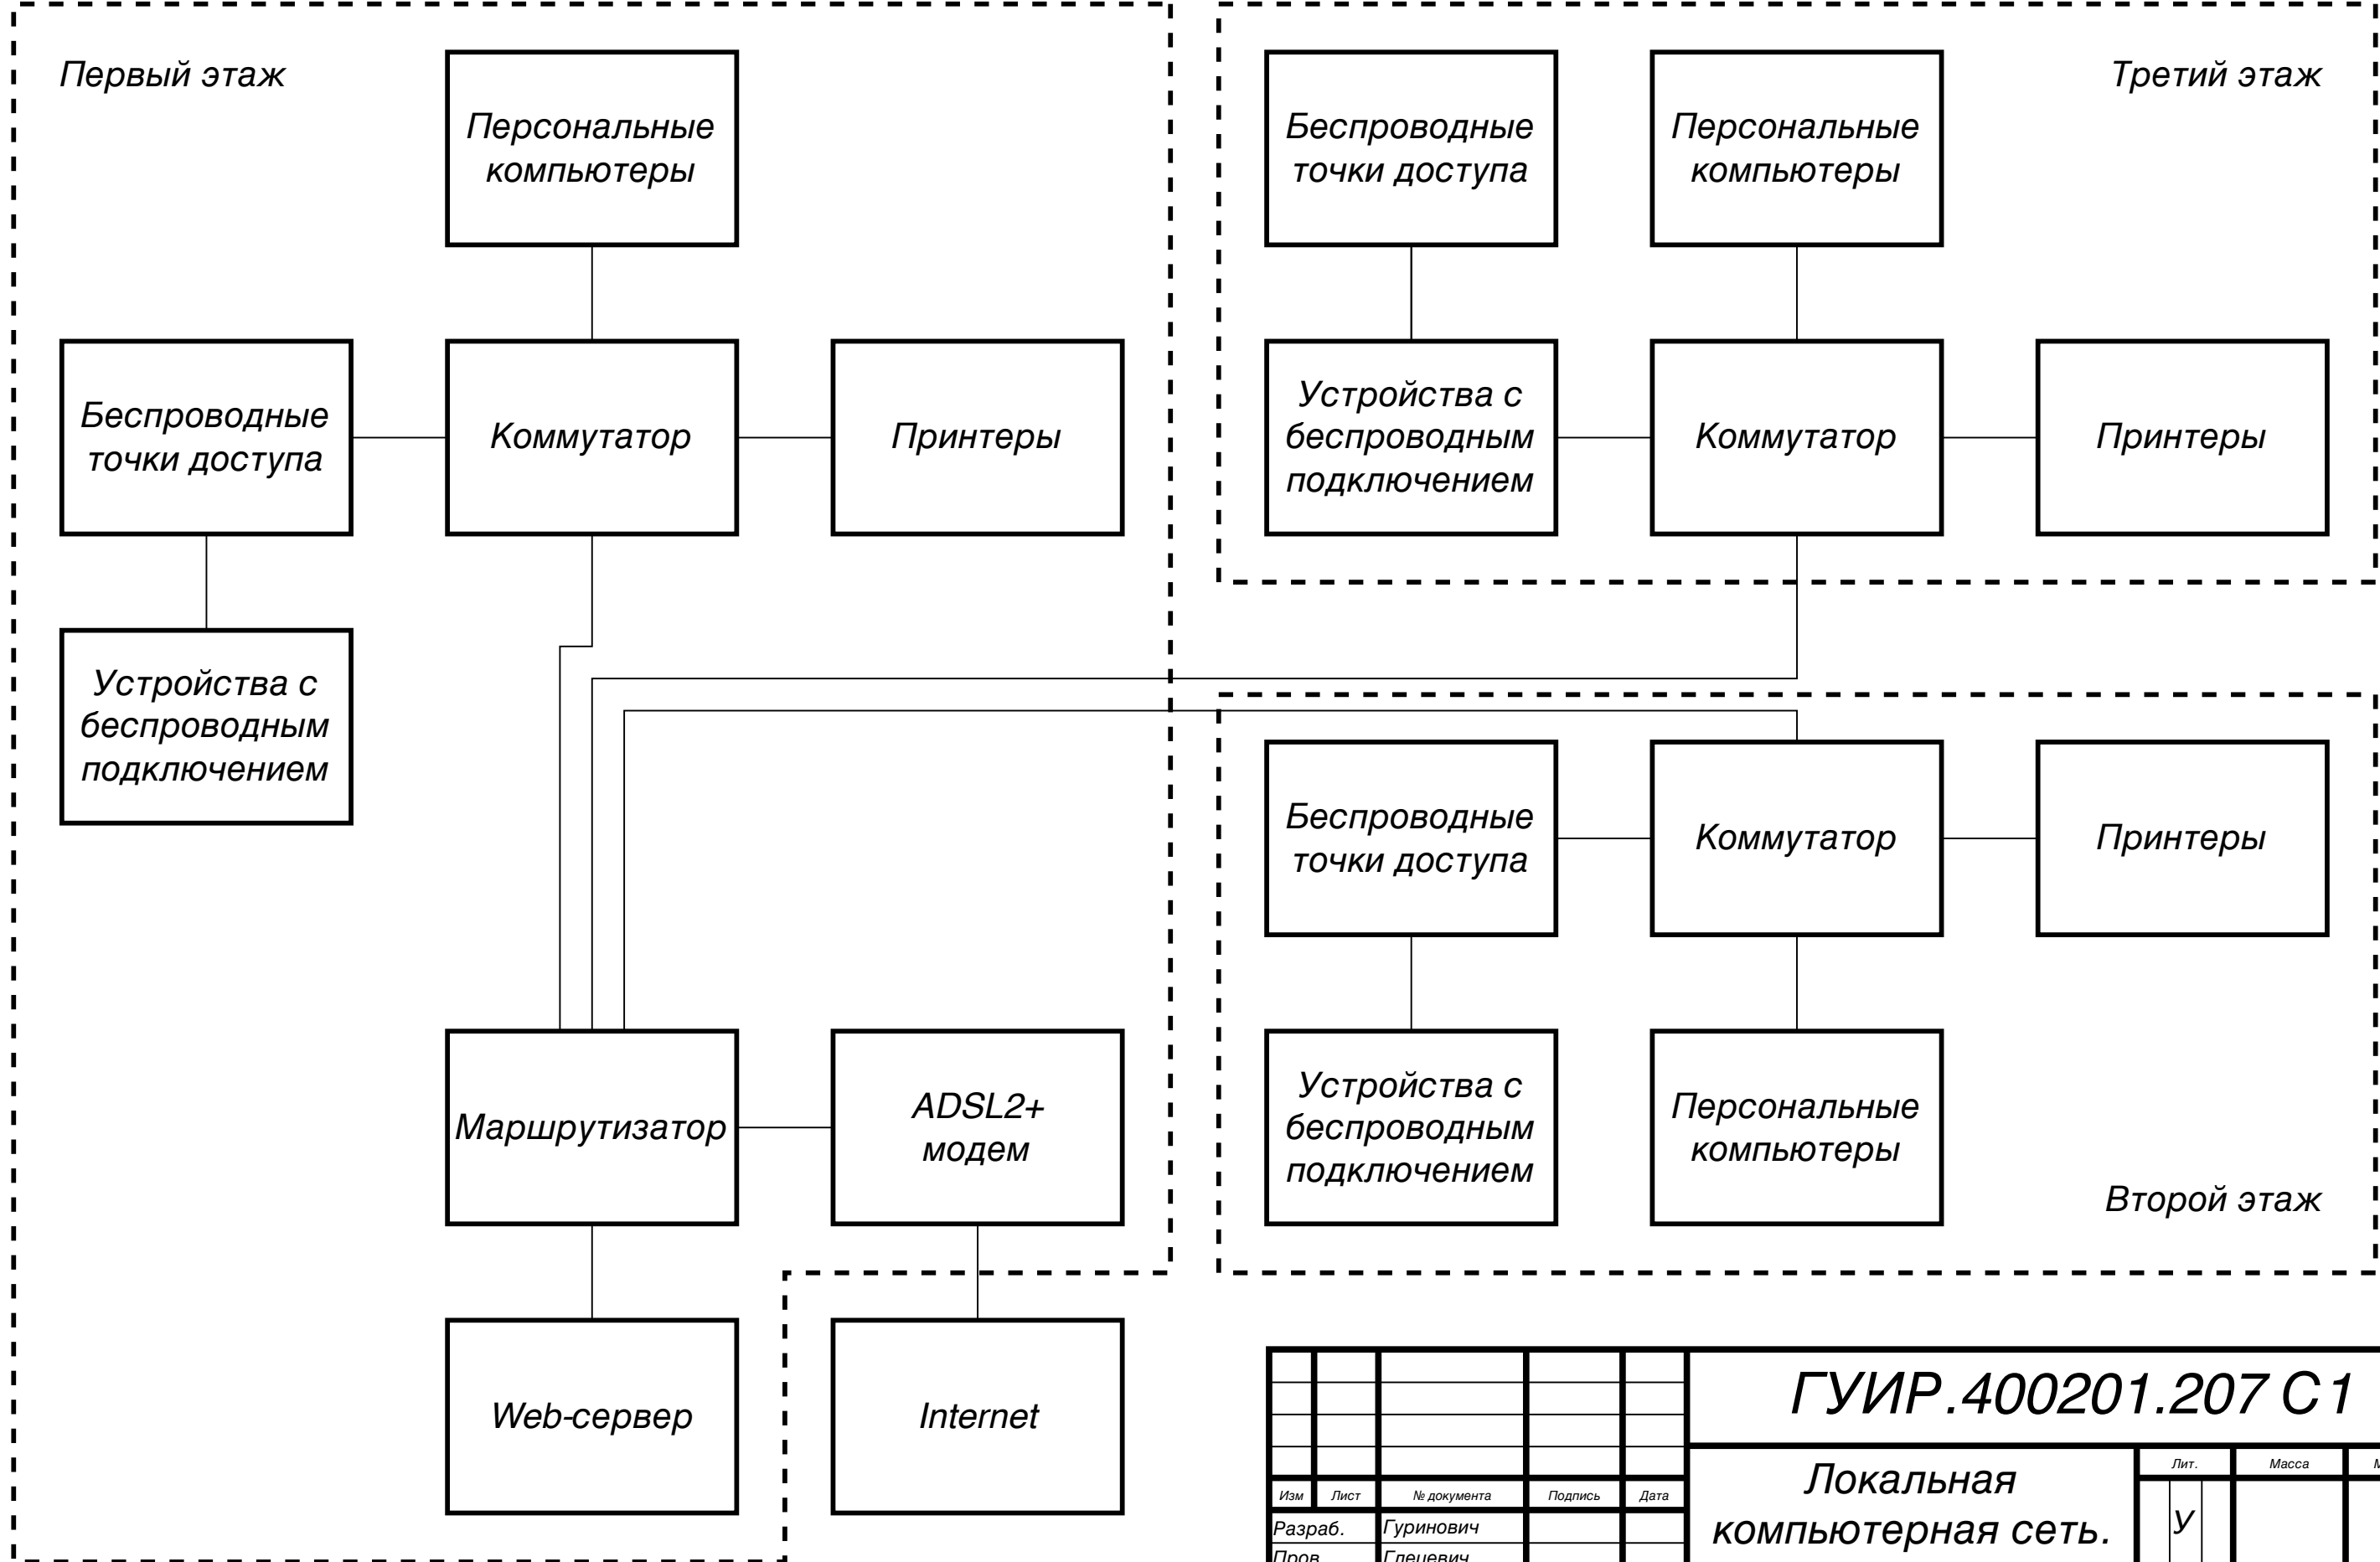 Первый этаж
Персональные
компьютеры
Беспроводные
точки доступа
Коммутатор
Принтеры
Устройства с
беспроводным
подключением
Маршрутизатор
ADSL2+
модем
Web-сервер
Internet
Третий этаж
Беспроводные
точки доступа
Персональные
компьютеры
Устройства с
беспроводным
подключением
Коммутатор
Принтеры
Беспроводные
точки доступа
Коммутатор
Принтеры
Устройства с
беспроводным
подключением
Персональные
компьютеры
Второй этаж
ГУИР.400201.207 С1
Локальная
компьютерная сеть.
Лит.
Масса
У
Изм
Лист
№ документа
Подпись
Дата
Разраб.
Гуринович
Пров
Глецевич